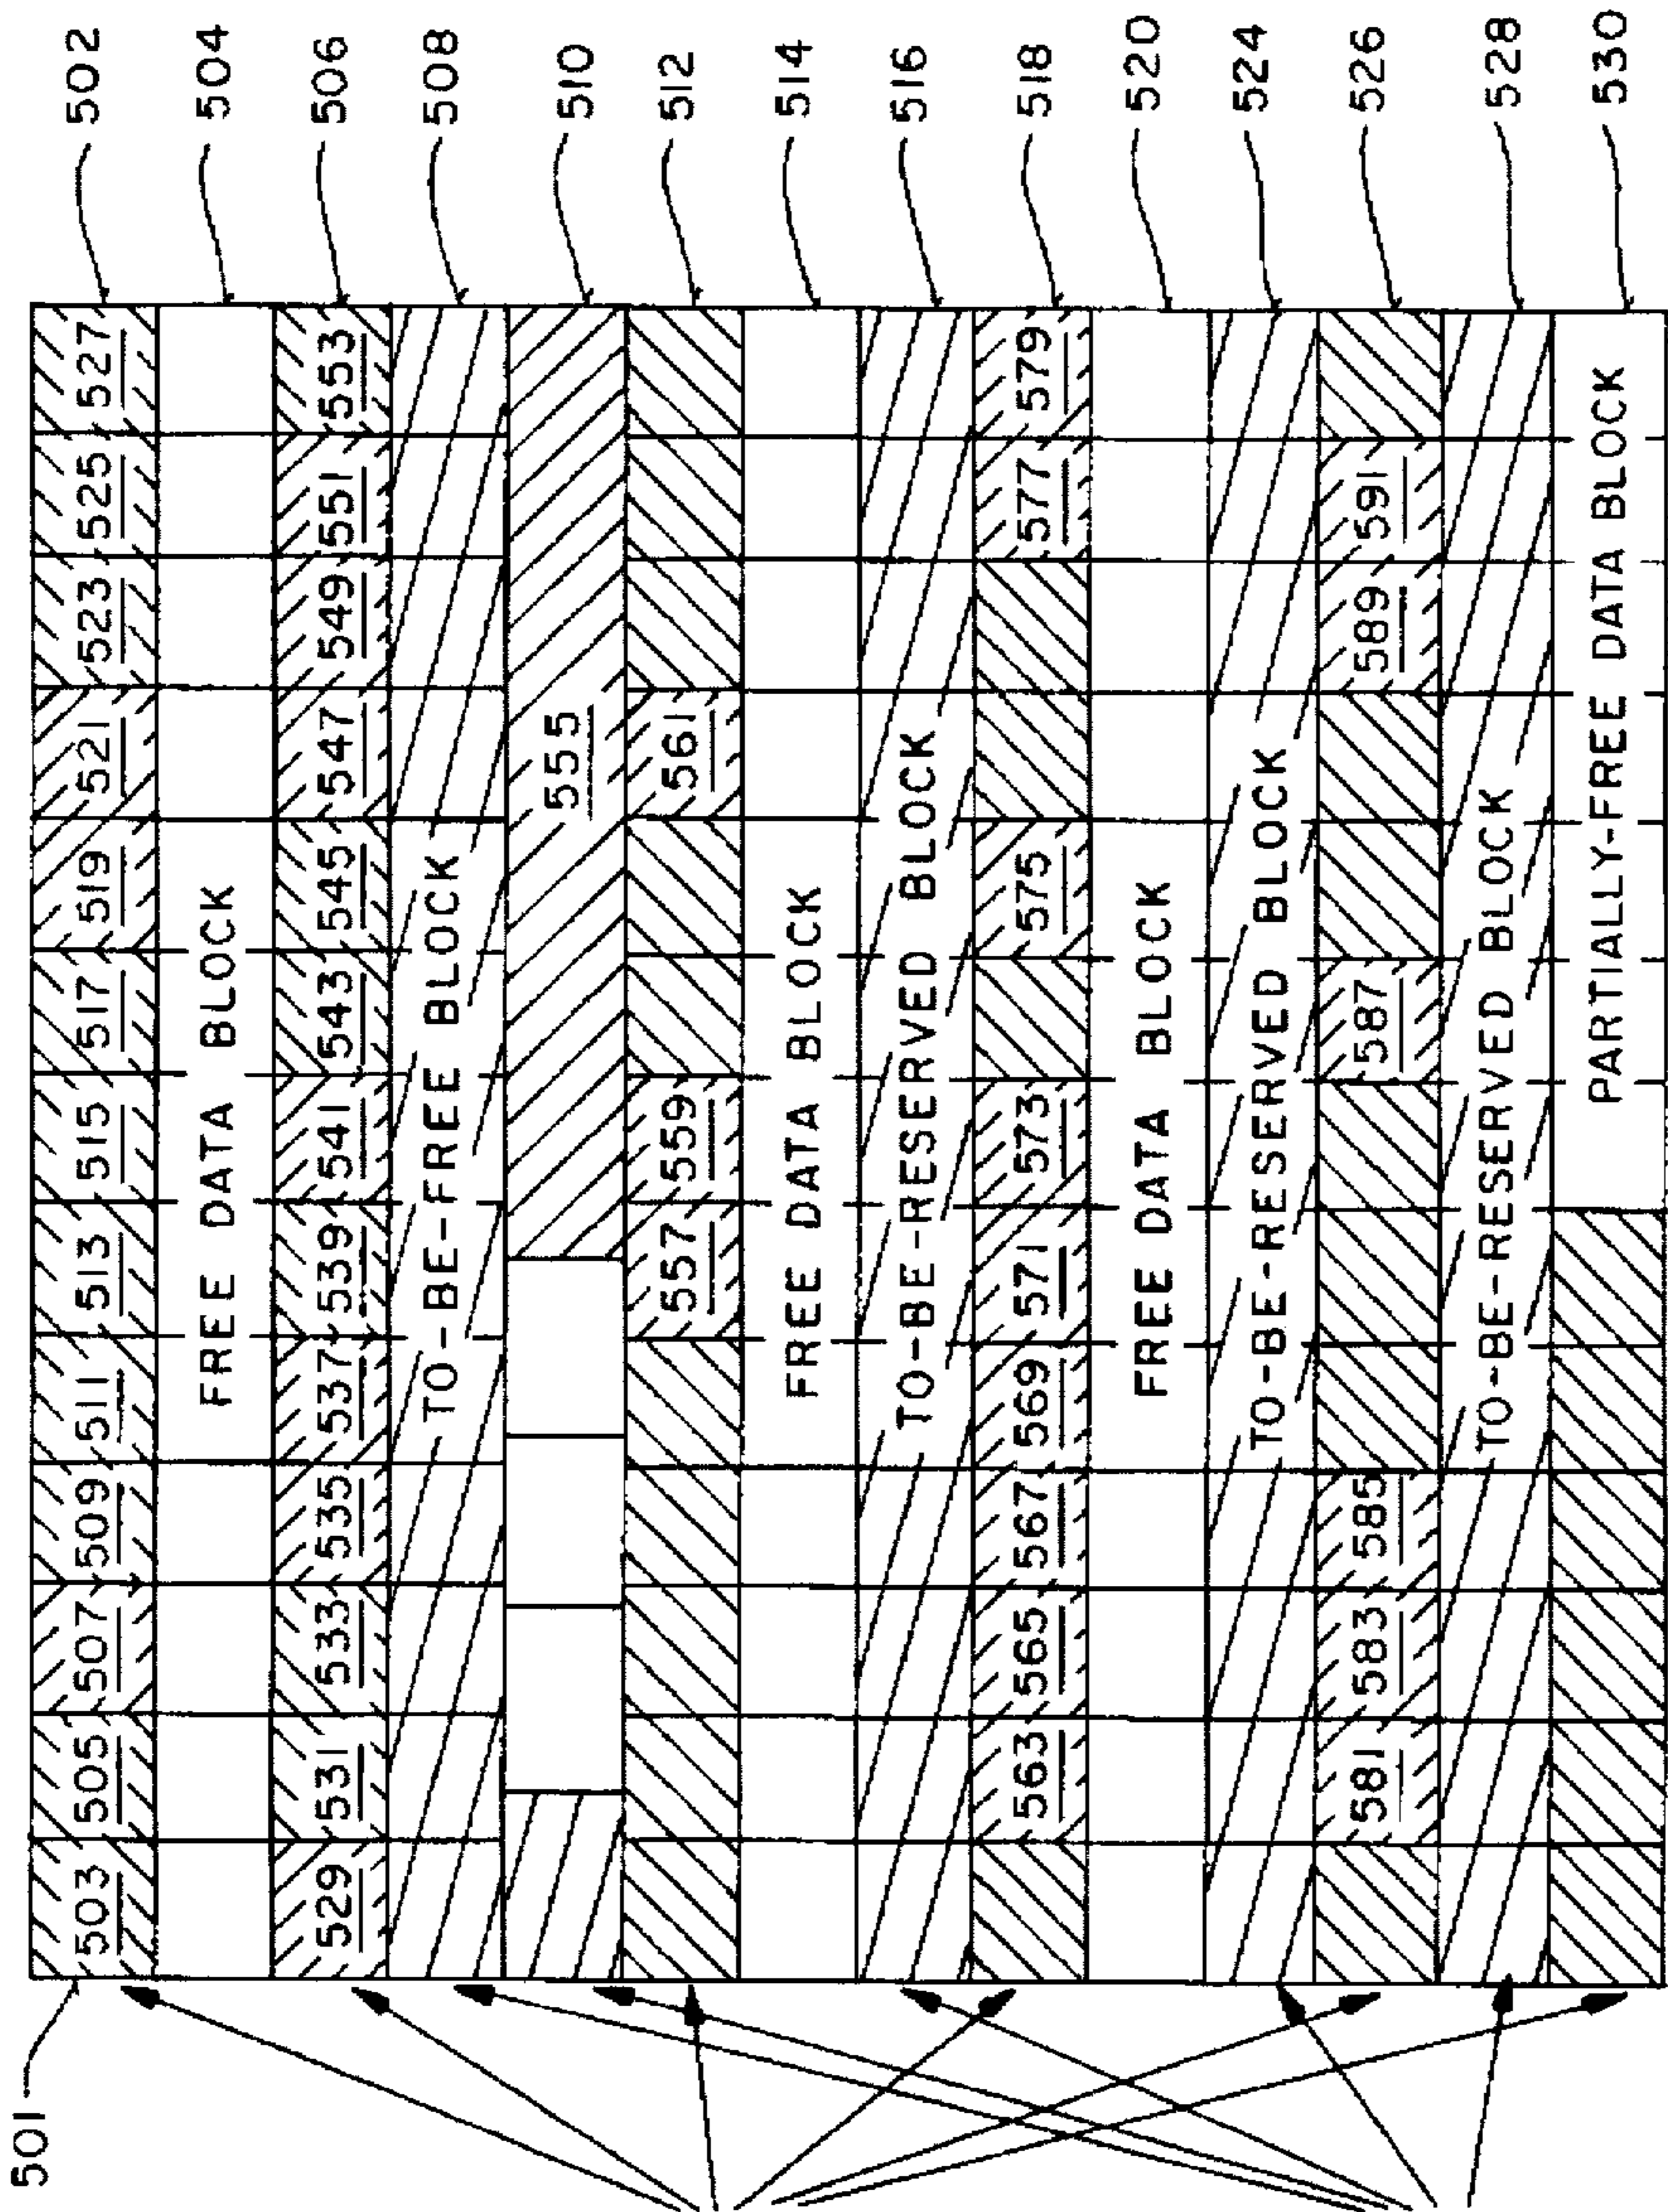 501
503 505 507 509 511 513 515 517 519 521 523 525 527 502
FREE DATA BLOCK 504
529 531 533 535 537 539 541 543 545 547 549 551 553 506
TO-BE-FREE BLOCK 508
555 510
557 559 561 512
FREE DATA BLOCK 514
TO-BE-RESERVED BLOCK 516
563 565 567 569 571 573 575 577 579 518
FREE DATA BLOCK 520
TO-BE-RESERVED BLOCK 524
581 583 585 587 589 591 526
TO-BE-RESERVED BLOCK 528
PARTIALLY-FREE DATA BLOCK 530